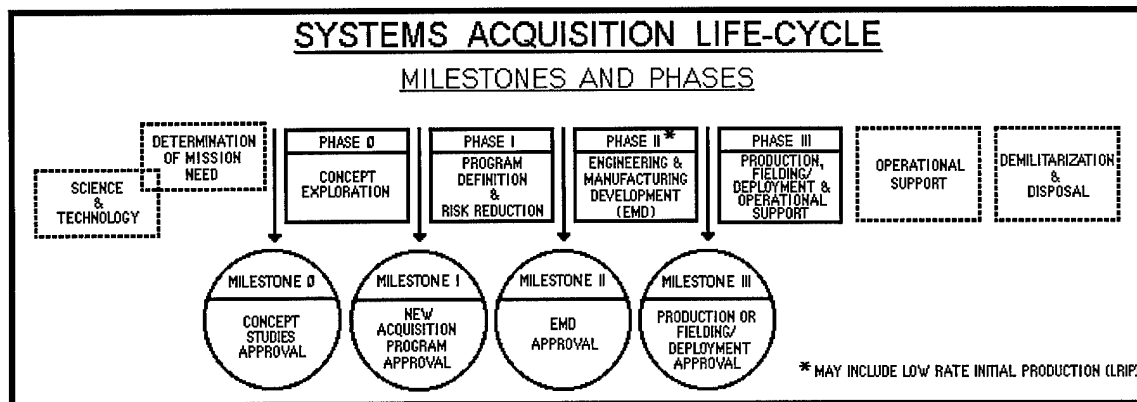 SYSTEMS ACQUISITION LIFE-CYCLE
MILESTONES AND PHASES
SCIENCE
&
TECHNOLOGY
DETERMINATION
OF MISSION
NEED
PHASE 0
CONCEPT
EXPLORATION
PHASE I
PROGRAM
DEFINITION
&
RISK REDUCTION
PHASE II*
ENGINEERING &
MANUFACTURING
DEVELOPMENT
(EMD)
PHASE III
PRODUCTION,
FIELDING/
DEPLOYMENT &
OPERATIONAL
SUPPORT
OPERATIONAL
SUPPORT
DEMILITARIZATION
&
DISPOSAL
MILESTONE 0
CONCEPT
STUDIES
APPROVAL
MILESTONE I
NEW
ACQUISITION
PROGRAM
APPROVAL
MILESTONE II
EMD
APPROVAL
MILESTONE III
PRODUCTION OR
FIELDING/
DEPLOYMENT
APPROVAL
* MAY INCLUDE LOW RATE INITIAL PRODUCTION (LRIP)